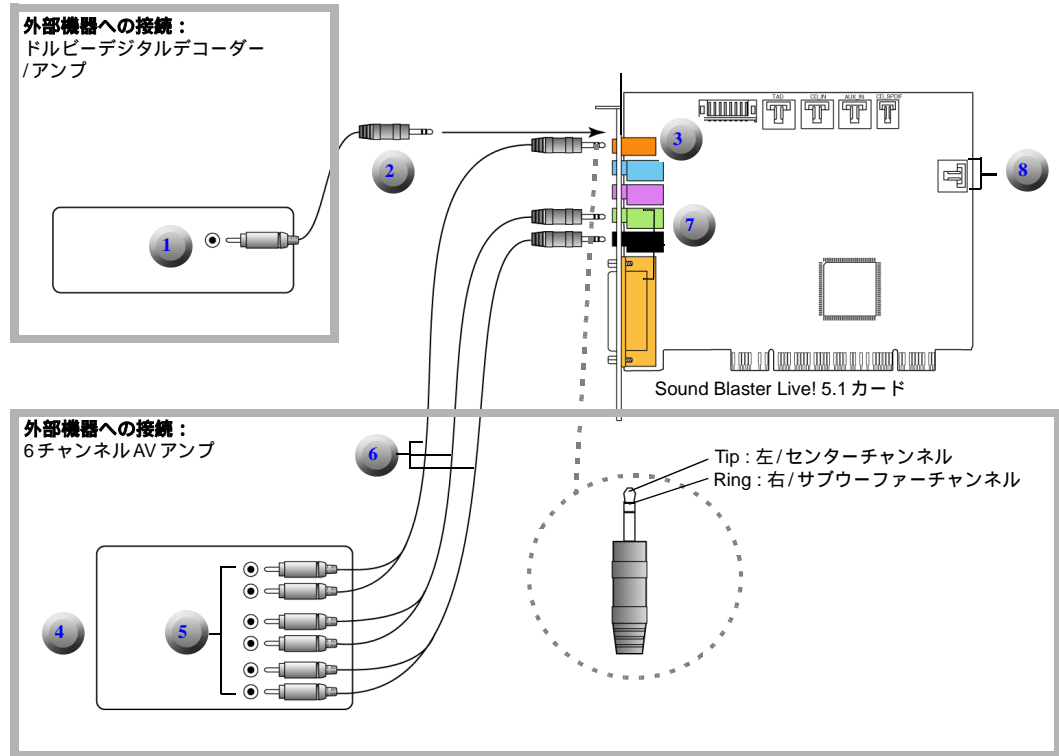 外部機器への接続：
ドルビーデジタルデコーダー
/アンプ
TAD
CD_IN
AUX_IN
CD_SPDIF
1
2
3
7
8
Sound Blaster Live! 5.1 カード
外部機器への接続：
6チャンネルAVアンプ
6
Tip : 左/センターチャンネル
Ring : 右/サブウーファーチャンネル
4
5